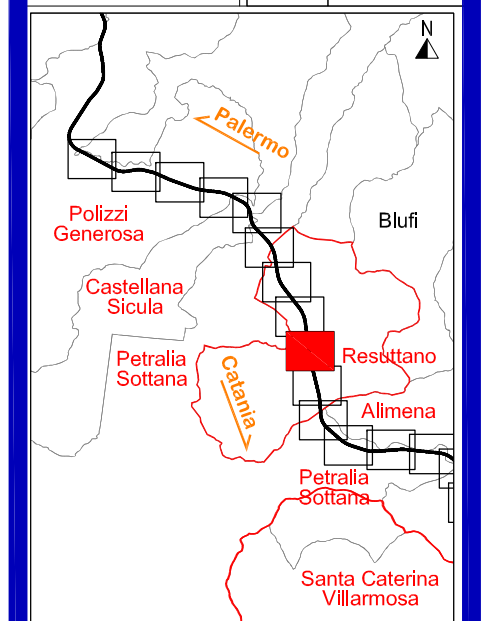 N
Palermo
Polizzi
Generosa
Blufi
Castellana
Sicula
Petralia
Sottana
Catania
Resuttano
Alimena
Petralia
Sottana
Santa Caterina
Villarmosa